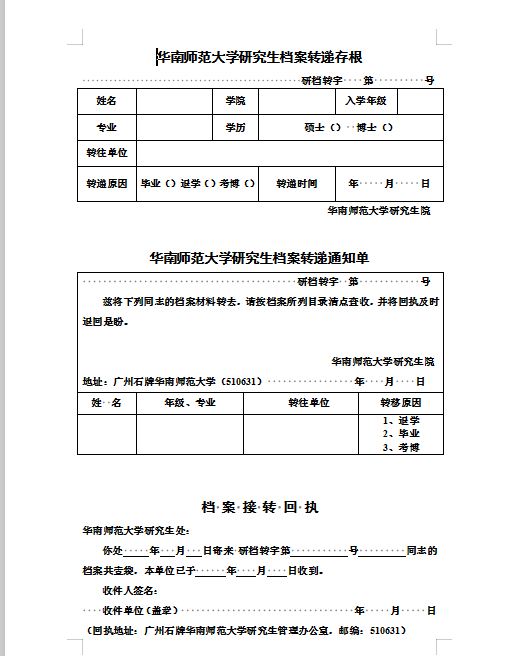 华南师范大学研究生档案转递存根
研档转字 第 号
姓名 学院 入学年级
专业 学历 硕士（） 博士（）
转往单位
转递原因 毕业（）退学（）考博（） 转递时间 年 月 日
华南师范大学研究生院
华南师范大学研究生档案转递通知单
研档转字 第 号
兹将下列同志的档案材料转去，请按档案所列目录清点查收，并将回执及时
退回是盼。
华南师范大学研究生院
地址：广州石牌华南师范大学（510631） 年 月 日
姓 名 年级、专业 转往单位 转移原因
1、退学
2、毕业
3、考博
档 案 接 转 回 执
华南师范大学研究生处：
你处 年 月 日寄来 研档转字第 号 同志的
档案共壹袋。本单位已于 年 月 日收到。
收件人签名：
收件单位（盖章） 年 月 日
（回执地址：广州石牌华南师范大学研究生管理办公室，邮编：510631）